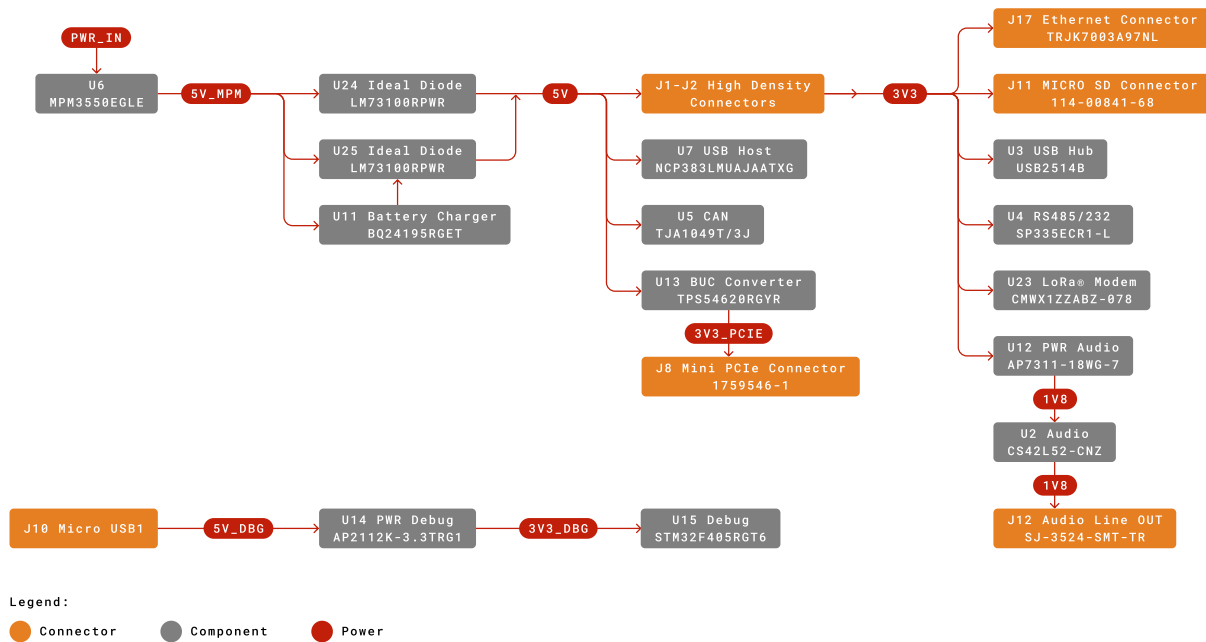 PWR_IN
U6
MPM3550EGLE
5V_MPM
U24 Ideal Diode
LM73100RPWR
U25 Ideal Diode
LM73100RPWR
U11 Battery Charger
BQ24195RGET
5V
J1-J2 High Density
Connectors
U7 USB Host
NCP383LMUAJAATXG
U5 CAN
TJA1049T/3J
U13 BUC Converter
TPS54620RGYR
3V3_PCIE
J8 Mini PCIe Connector
1759546-1
3V3
J17 Ethernet Connector
TRJK7003A97NL
J11 MICRO SD Connector
114-00841-68
U3 USB Hub
USB2514B
U4 RS485/232
SP335ECR1-L
U23 LoRa® Modem
CMWX1ZZABZ-078
U12 PWR Audio
AP7311-18WG-7
1V8
U2 Audio
CS42L52-CNZ
1V8
J12 Audio Line OUT
SJ-3524-SMT-TR
J10 Micro USB1
5V_DBG
U14 PWR Debug
AP2112K-3.3TRG1
3V3_DBG
U15 Debug
STM32F405RGT6
Legend:
Connector
Component
Power